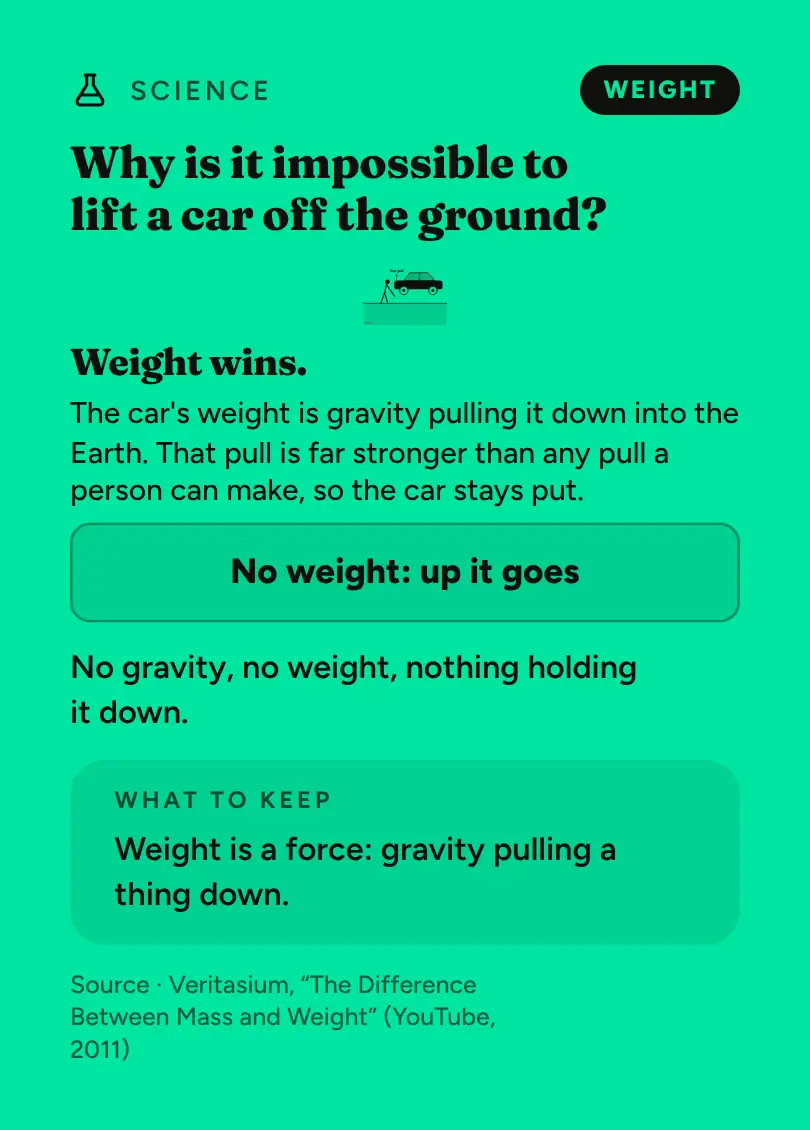 SCIENCE
WEIGHT
Why is it impossible to
lift a car off the ground?
Weight wins.
The car's weight is gravity pulling it down into the
Earth. That pull is far stronger than any pull a
person can make, so the car stays put.
No weight: up it goes
No gravity, no weight, nothing holding
it down.
WHAT TO KEEP
Weight is a force: gravity pulling a
thing down.
Source · Veritasium, “The Difference
Between Mass and Weight” (YouTube,
2011)